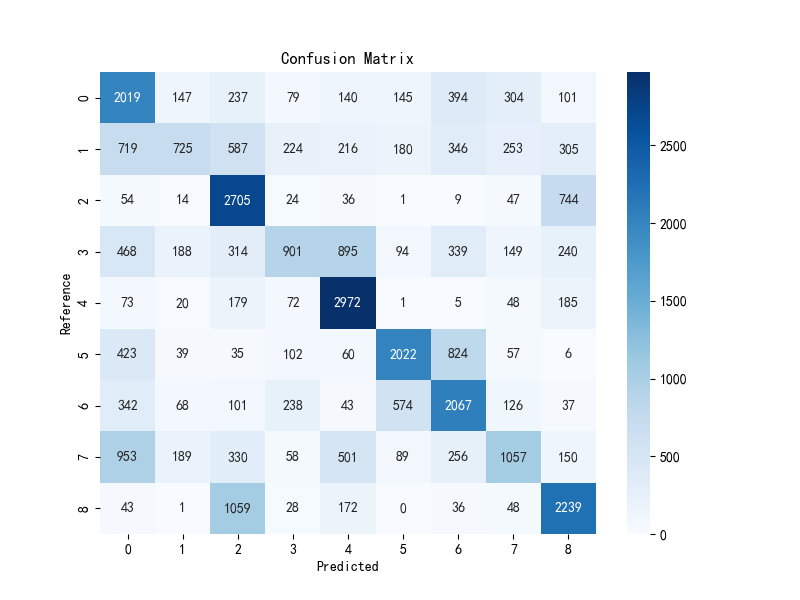 Confusion Matrix
0 2019 147 237 79 140 145 394 304 101
1 719 725 587 224 216 180 346 253 305
2 54 14 2705 24 36 1 9 47 744
3 468 188 314 901 895 94 339 149 240
4 73 20 179 72 2972 1 5 48 185
5 423 39 35 102 60 2022 824 57 6
6 342 68 101 238 43 574 2067 126 37
7 953 189 330 58 501 89 256 1057 150
8 43 1 1059 28 172 0 36 48 2239
0 1 2 3 4 5 6 7 8
Predicted
Reference
2500
2000
1500
1000
500
0